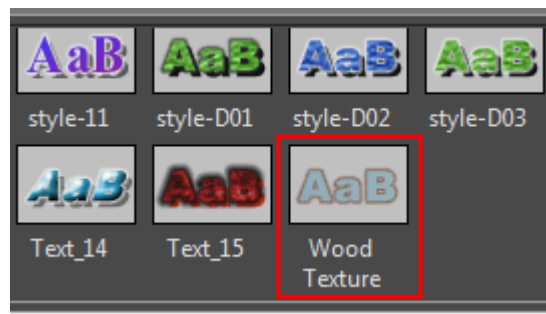 AaB AaB AaB AaB
style-11 style-D01 style-D02 style-D03
AaB AaB AaB
Text_14 Text_15 Wood
Texture